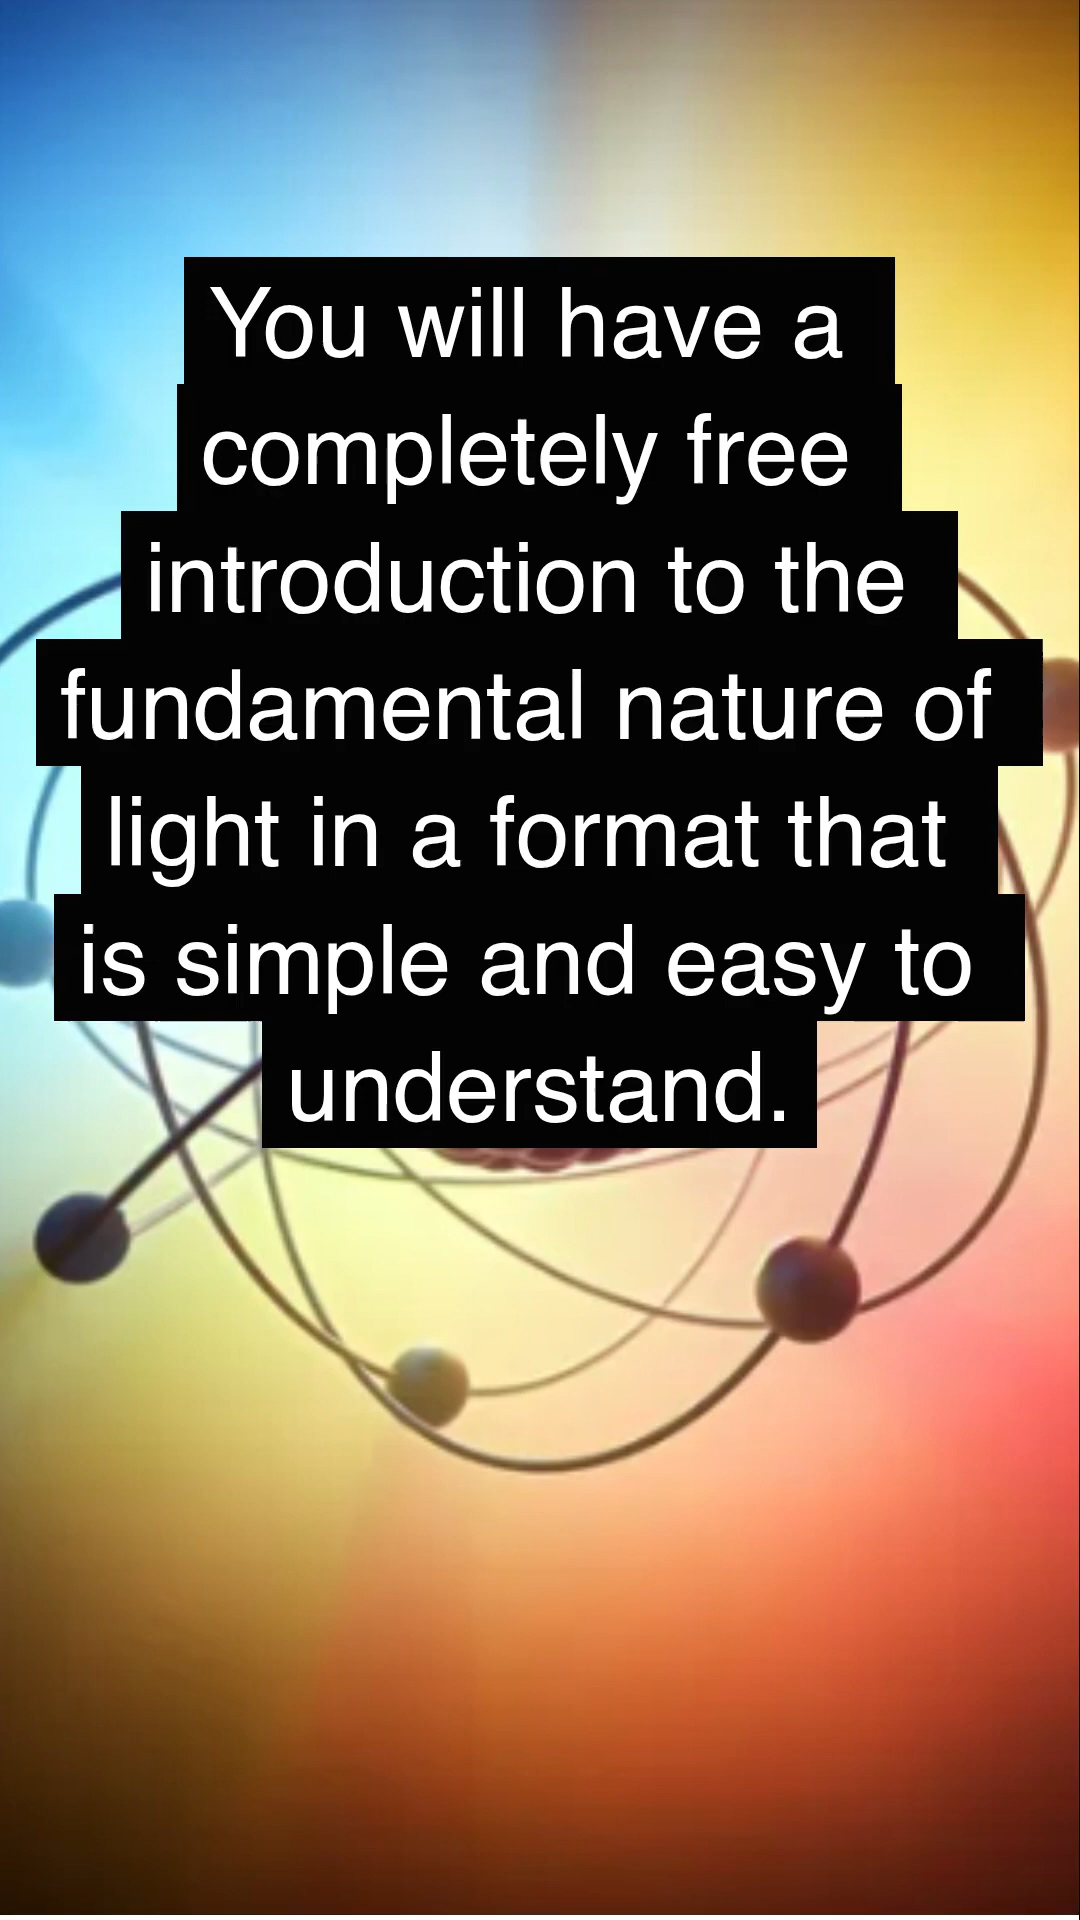 You will have a
completely free
introduction to the
fundamental nature of
light in a format that
is simple and easy to
understand.